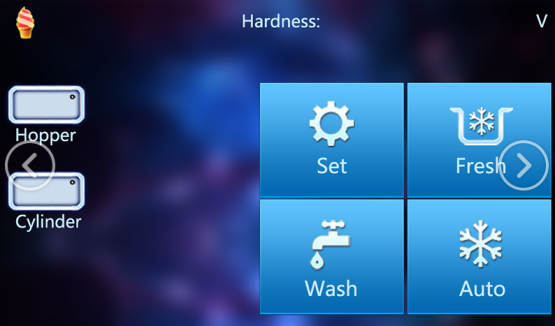 Hardness:
V
Hopper
Cylinder
Set
Fresh
Wash
Auto